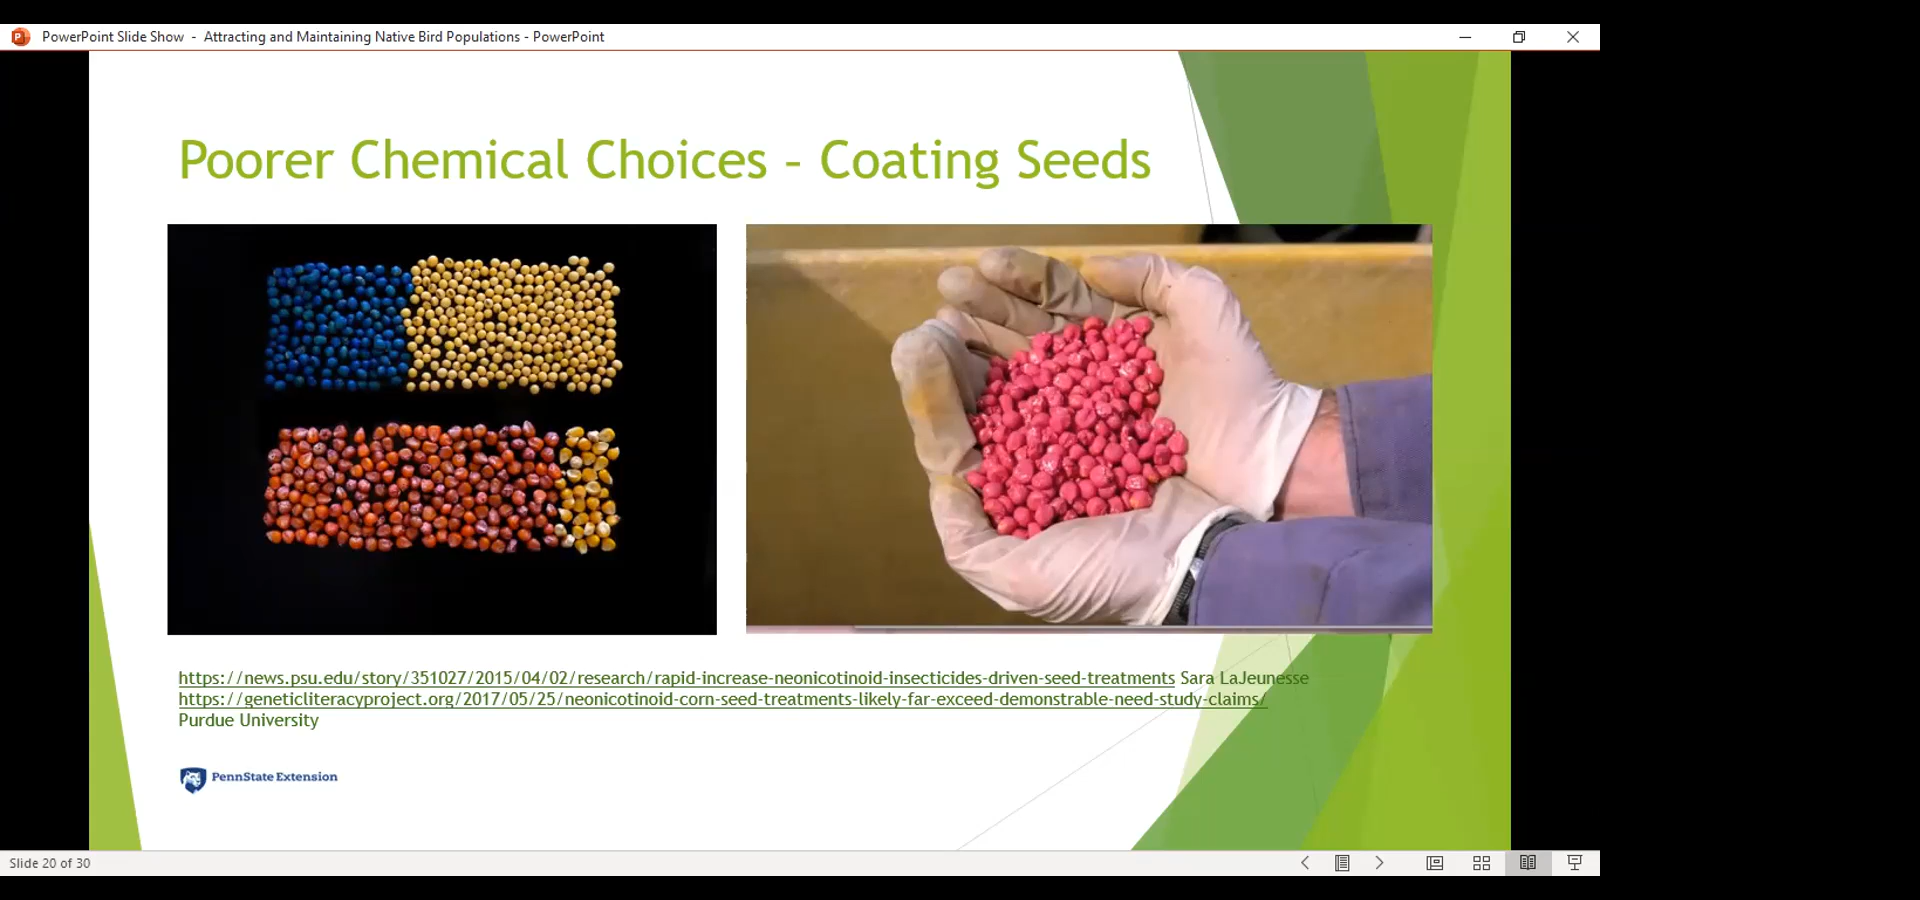 PowerPoint Slide Show - Attracting and Maintaining Native Bird Populations - PowerPoint
Poorer Chemical Choices – Coating Seeds
https://news.psu.edu/story/351027/2015/04/02/research/rapid-increase-neonicotinoid-insecticides-driven-seed-treatments Sara LaJeunesse
https://geneticliteracyproject.org/2017/05/25/neonicotinoid-corn-seed-treatments-likely-far-exceed-demonstrable-need-study-claims/
Purdue University
PennState Extension
Slide 20 of 30